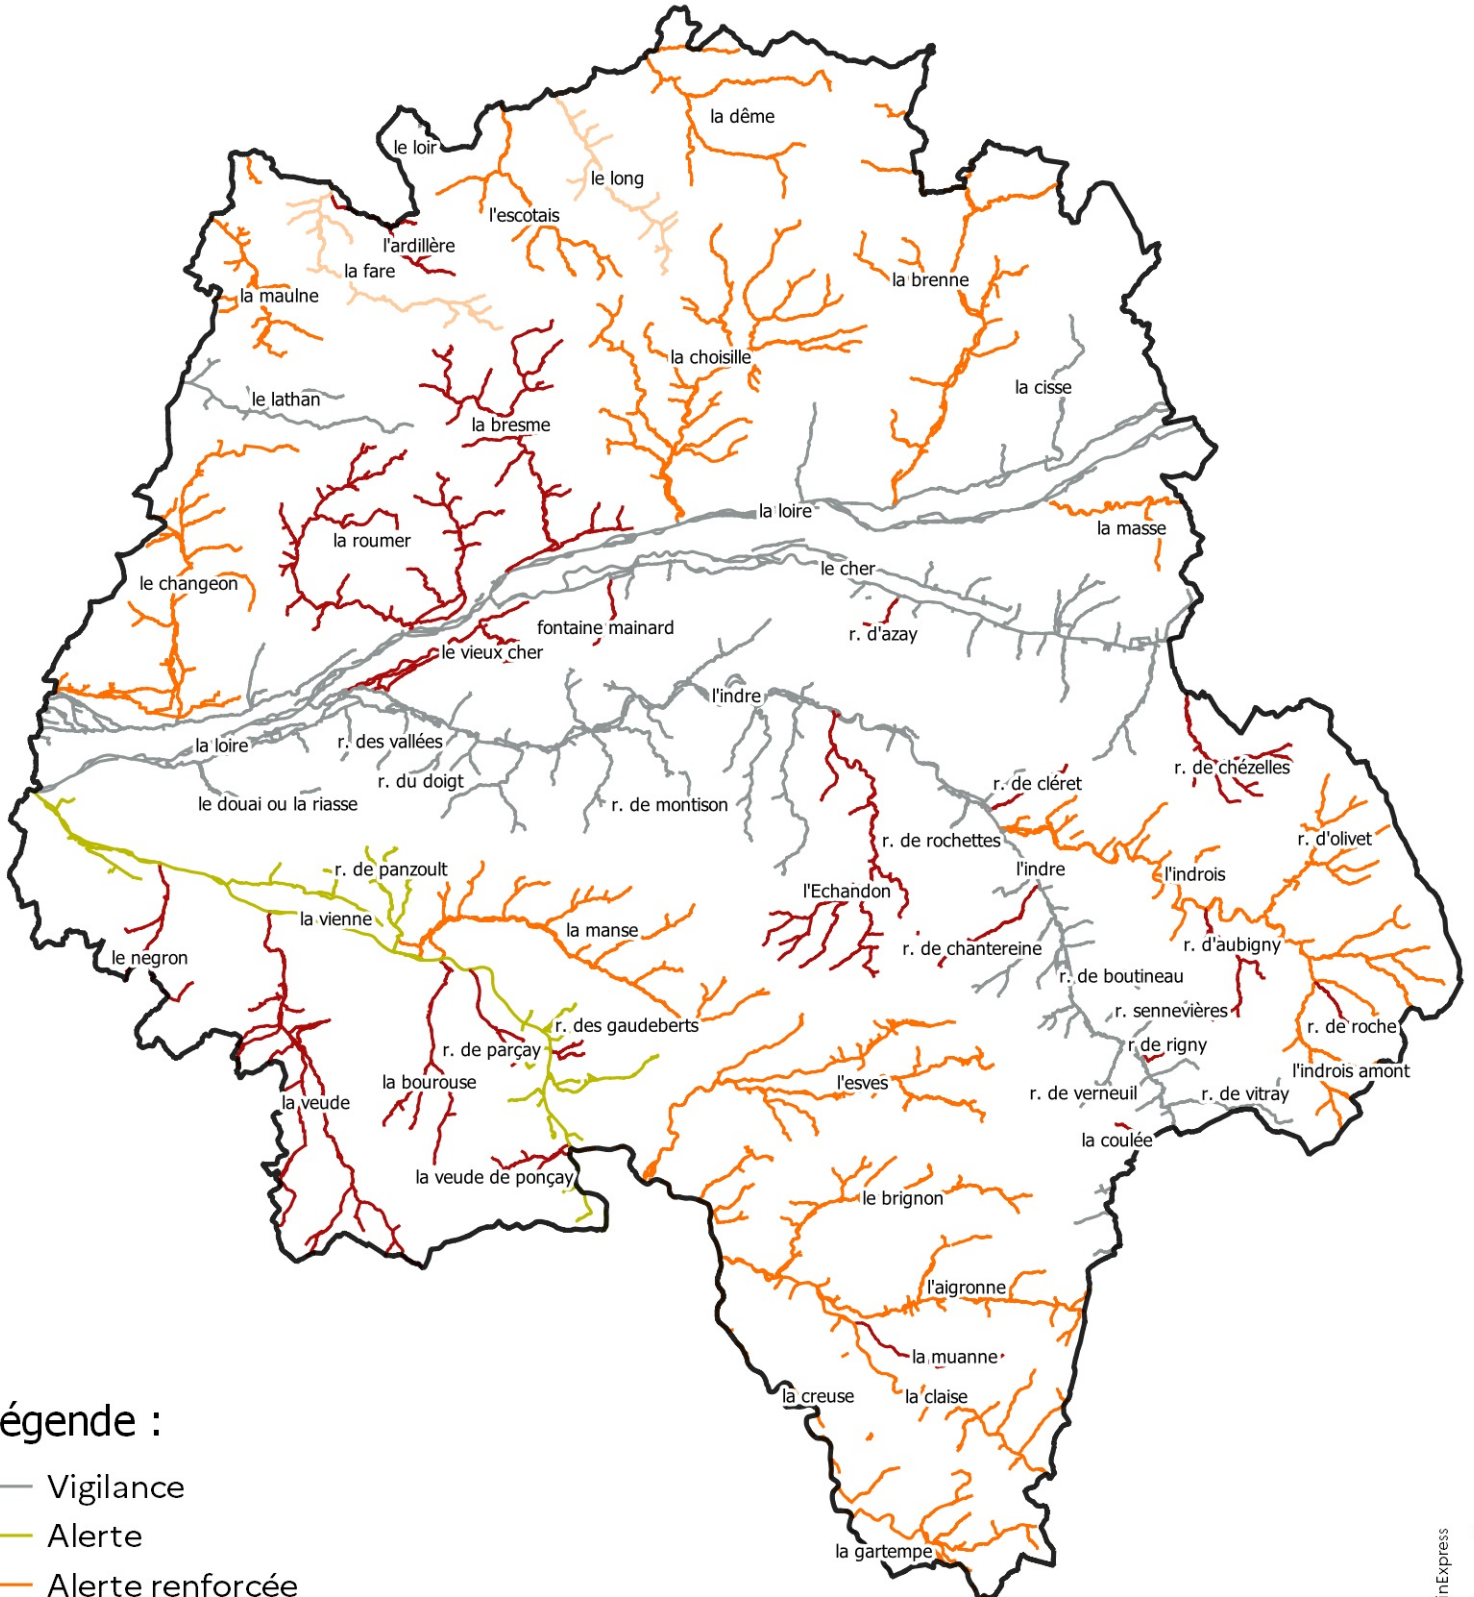 la dême
le loir
le long
l'escotais
l'ardillère
la fare
la brenne
la maulne
la choisille
la cisse
le lathan
la bresme
la loire
la masse
la roumer
le cher
le changeon
fontaine mainard
r. d'azay
le vieux cher
l'indre
la loire
r. des vallées
r. de chézelles
r. du doigt
r. de cléret
le douai ou la riasse
r. de montison
r. de rochettes
r. d'olivet
r. de panzoult
l'indre
l'indrois
l'Echandon
la vienne
la manse
r. de chantereine
r. d'aubigny
le negron
r. de boutineau
r. sennevières
r. des gaudeberts
r. de roche
r. de parçay
r de rigny
l'indrois amont
la bourouse
l'esves
r. de verneuil
r. de vitray
la veude
la coulée
la veude de ponçay
le brignon
l'aigronne
la muanne
la creuse
la claise
la gartempe
égende :
Vigilance
Alerte
Alerte renforcée
inExpress